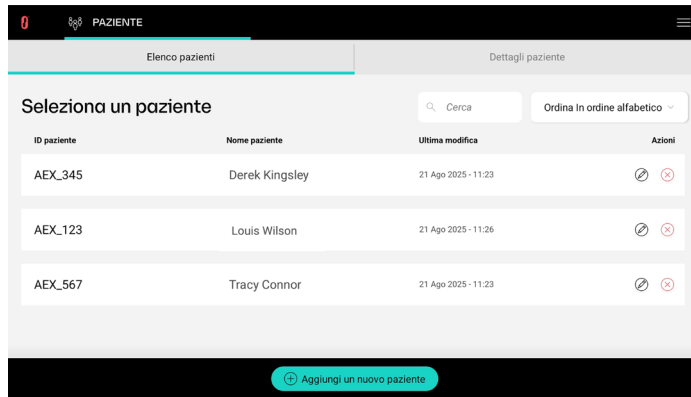 PAZIENTE
Elenco pazienti Dettagli paziente
Seleziona un paziente Cerca Ordina In ordine alfabetico
ID paziente Nome paziente Ultima modifica Azioni
AEX_345 Derek Kingsley 21 Ago 2025 - 11:23
AEX_123 Louis Wilson 21 Ago 2025 - 11:26
AEX_567 Tracy Connor 21 Ago 2025 - 11:23
Aggiungi un nuovo paziente